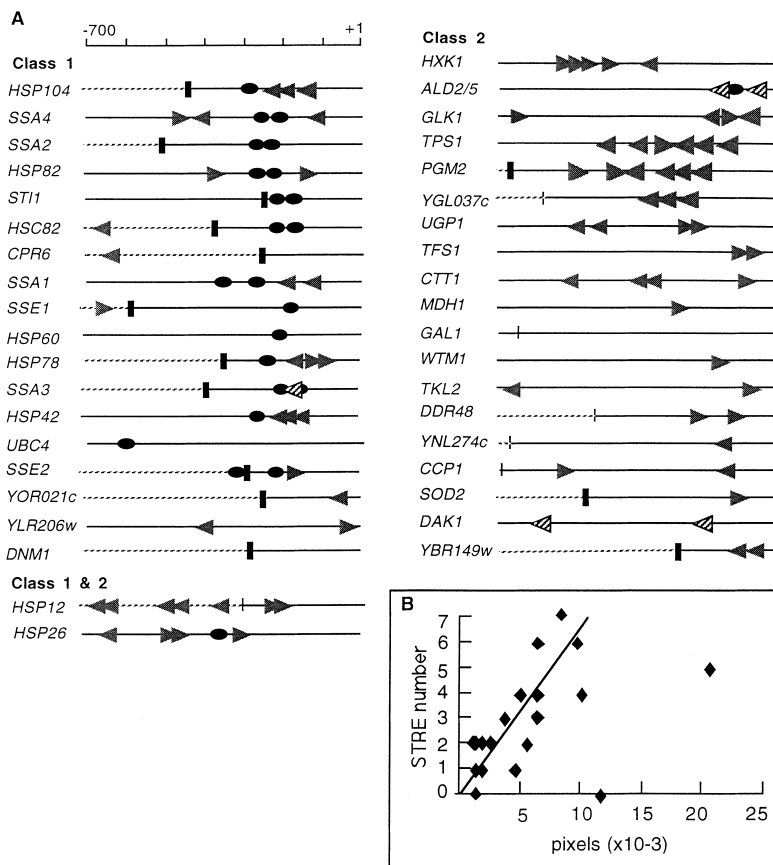 A
-700 +1
Class 1
HSP104
SSA4
SSA2
HSP82
STI1
HSC82
CPR6
SSA1
SSE1
HSP60
HSP78
SSA3
HSP42
UBC4
SSE2
YOR021c
YLR206w
DNM1
Class 1 & 2
HSP12
HSP26
Class 2
HXK1
ALD2/5
GLK1
TPS1
PGM2
YGL037c
UGP1
TFS1
CTT1
MDH1
GAL1
WTM1
TKL2
DDR48
YNL274c
CCP1
SOD2
DAK1
YBR149w
B
STRE number
7
6
5
4
3
2
1
0
5 10 15 20 25
pixels (x10-3)